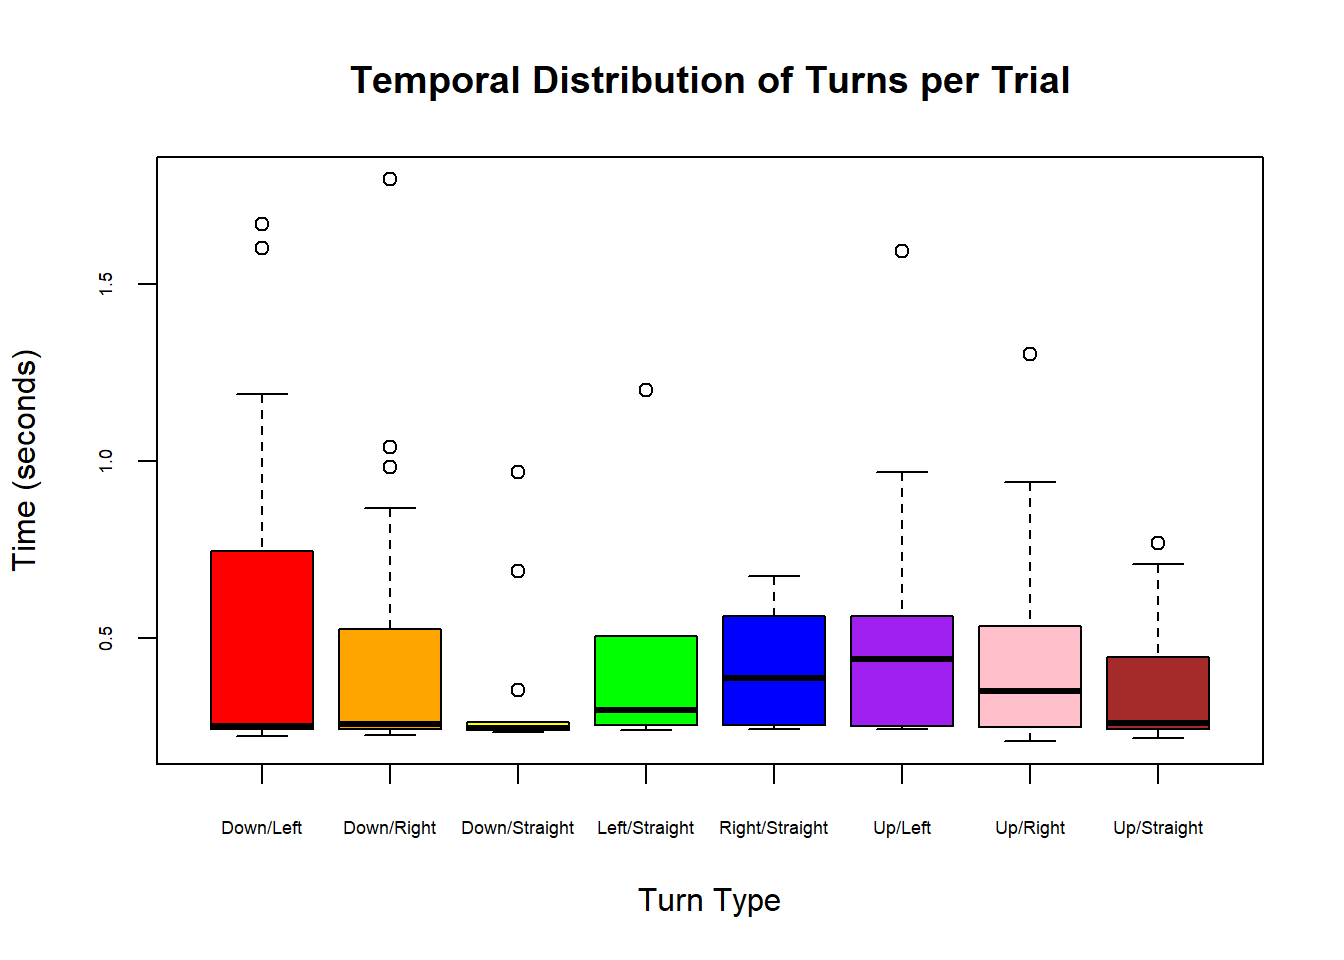 Temporal Distribution of Turns per Trial
Time (seconds)
1.5
1.0
0.5
Down/Left Down/Right Down/Straight Left/Straight Right/Straight Up/Left Up/Right Up/Straight
Turn Type